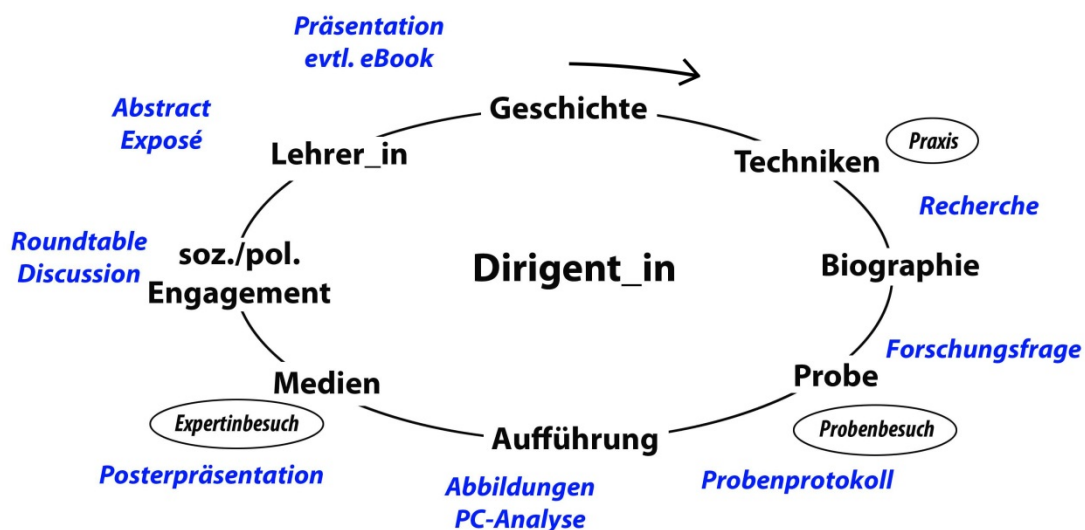 Präsentation
evtl. eBook
Geschichte
Abstract
Exposé
Lehrer_in
Techniken
Praxis
Recherche
Roundtable
Discussion
soz./pol.
Engagement
Dirigent_in
Biographie
Forschungsfrage
Medien
Probe
Expertinbesuch
Aufführung
Probenbesuch
Posterpräsentation
Abbildungen
PC-Analyse
Probenprotokoll